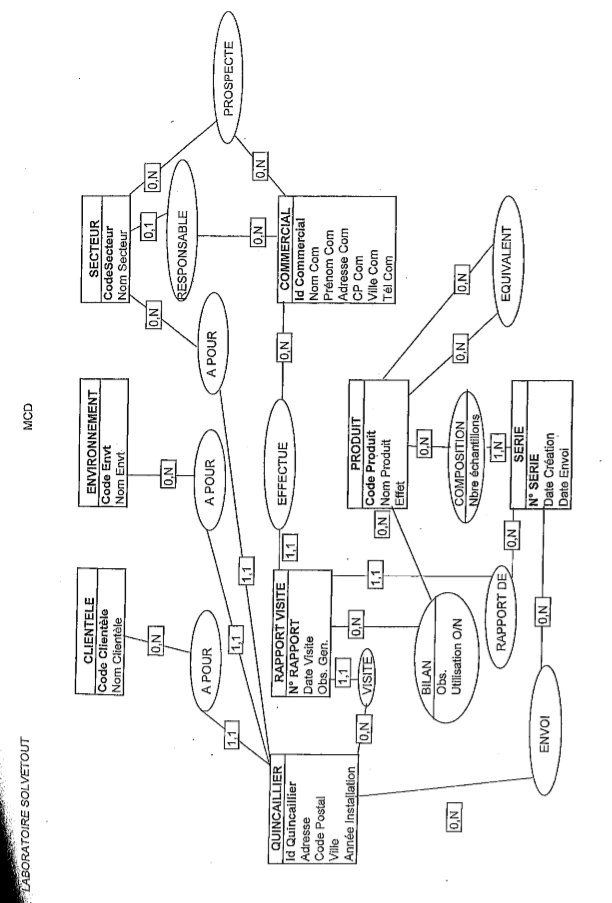 LABORATOIRE SOLVETOUT
MCD
CLIENTELE
Code Clientèle
Nom Clientèle
ENVIRONNEMENT
Code Envt
Nom Envt
SECTEUR
CodeSecteur
Nom Secteur
0,N
0,N
0,N
0,1
0,N
A POUR
A POUR
A POUR
RESPONSABLE
PROSPECTE
1,1
1,1
1,1
0,N
0,N
QUINCAILLIER
Id Quincaillier
Adresse
Code Postal
Ville
Année Installation
RAPPORT VISITE
N° RAPPORT
Date Visite
Obs. Gen.
EFFECTUE
COMMERCIAL
Id Commercial
Nom Com
Prénom Com
Adresse Com
CP Com
Ville Com
Tél Com
1,1
0,N
0,N
VISITE
1,1
0,N
1,1
BILAN
Obs.
Utilisation O/N
0,N
PRODUIT
Code Produit
Nom Produit
Effet
0,N
0,N
EQUIVALENT
0,N
COMPOSITION
Nbre échantillons
1,N
RAPPORT DE
0,N
SERIE
N° SERIE
Date Création
Date Envoi
0,N
ENVOI
0,N